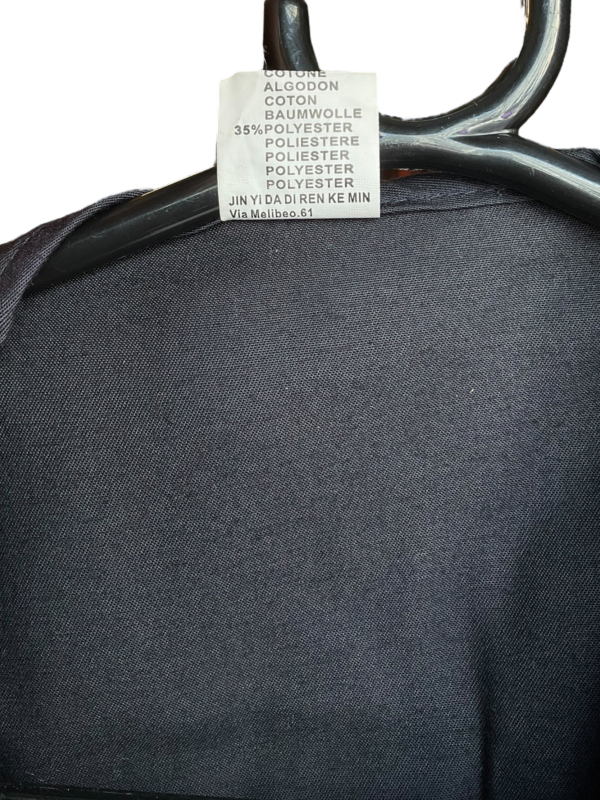 COTONE
ALGODON
COTON
BAUMWOLLE
35%POLYESTER
POLIESTERE
POLIESTER
POLYESTER
POLYESTER
JIN YI DA DI REN KE MIN
Via Melibeo.61